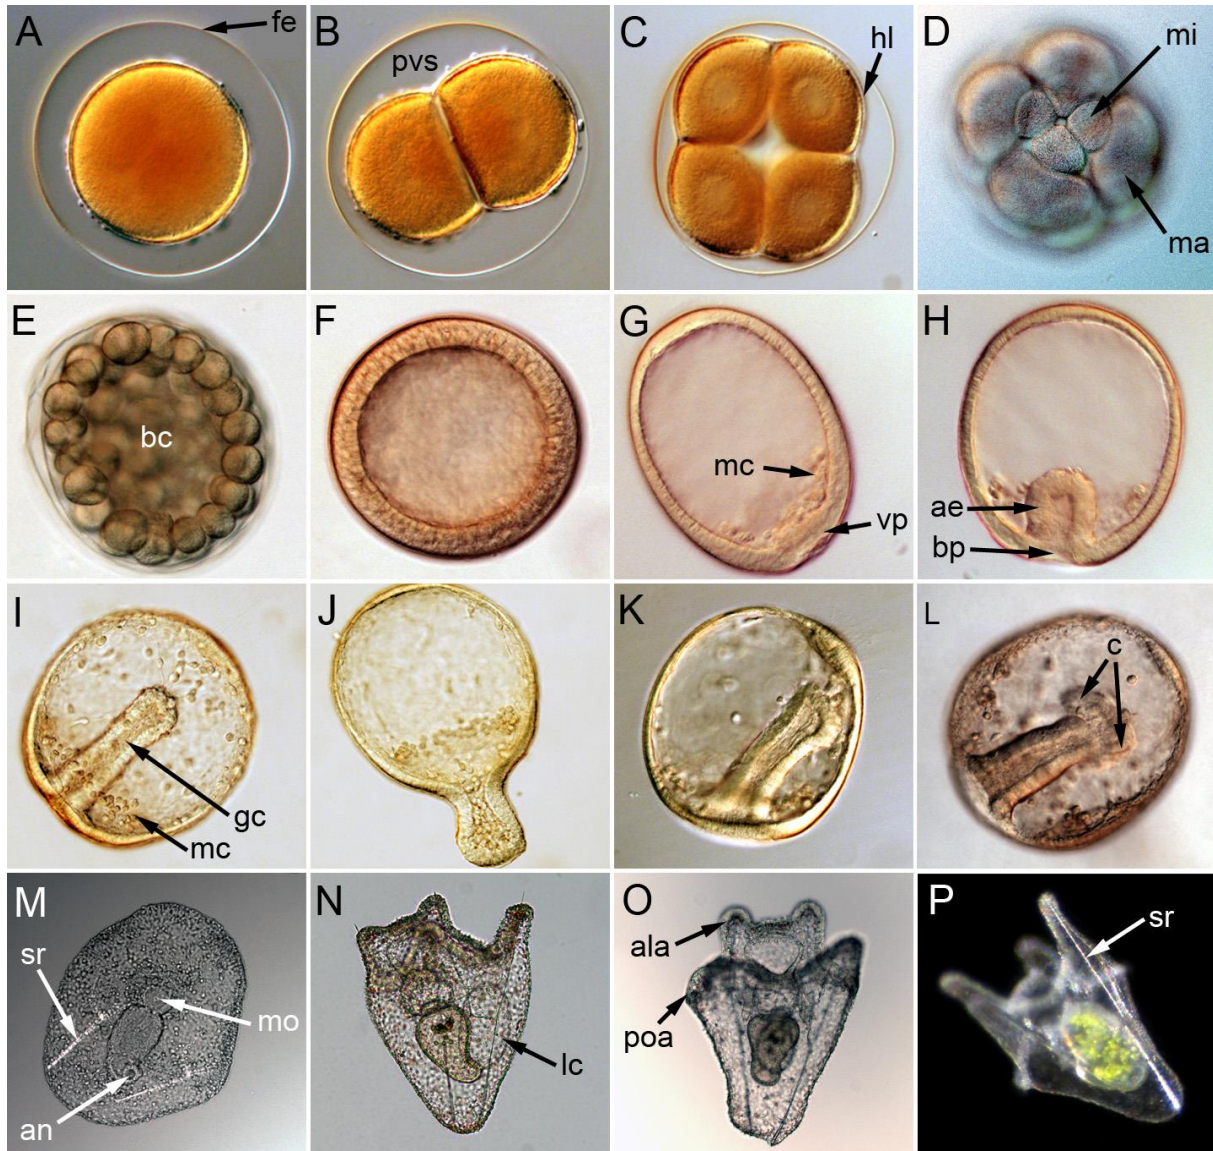 A fe
B pvs
C hl
D mi
ma
E bc
F
G mc
vp
H ae
bp
I gc
mc
J
K
L c
M sr
mo
an
N lc
O ala
poa
P sr